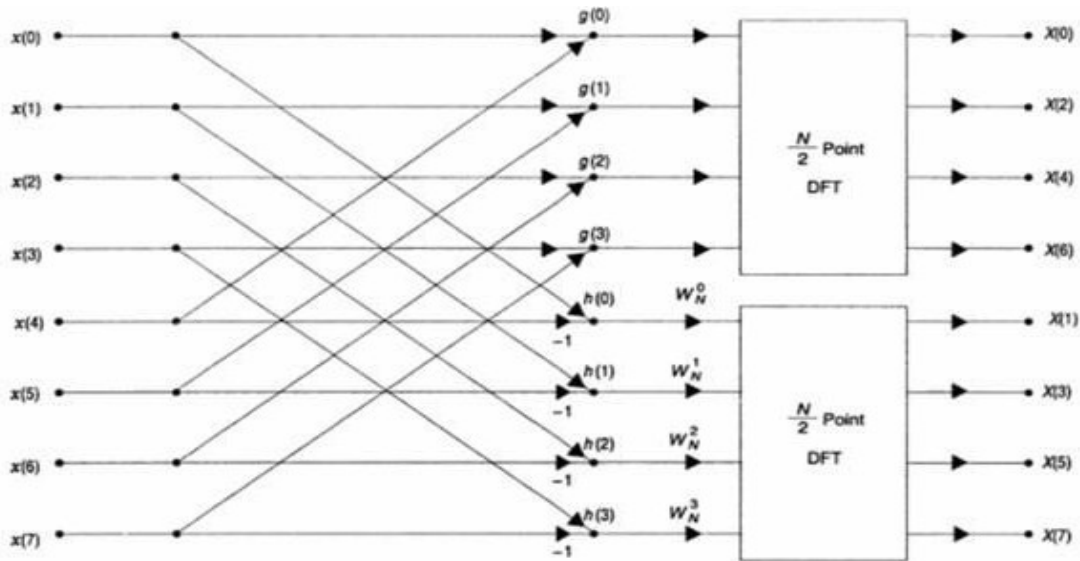 g(0)
x(0)
X(0)
g(1)
x(1)
X(2)
g(2)
N/2 Point
DFT
x(2)
X(4)
g(3)
x(3)
X(6)
h(0)
W_N^0
x(4)
-1
X(1)
h(1)
W_N^1
x(5)
-1
X(3)
N/2 Point
DFT
h(2)
W_N^2
x(6)
-1
X(5)
h(3)
W_N^3
x(7)
-1
X(7)